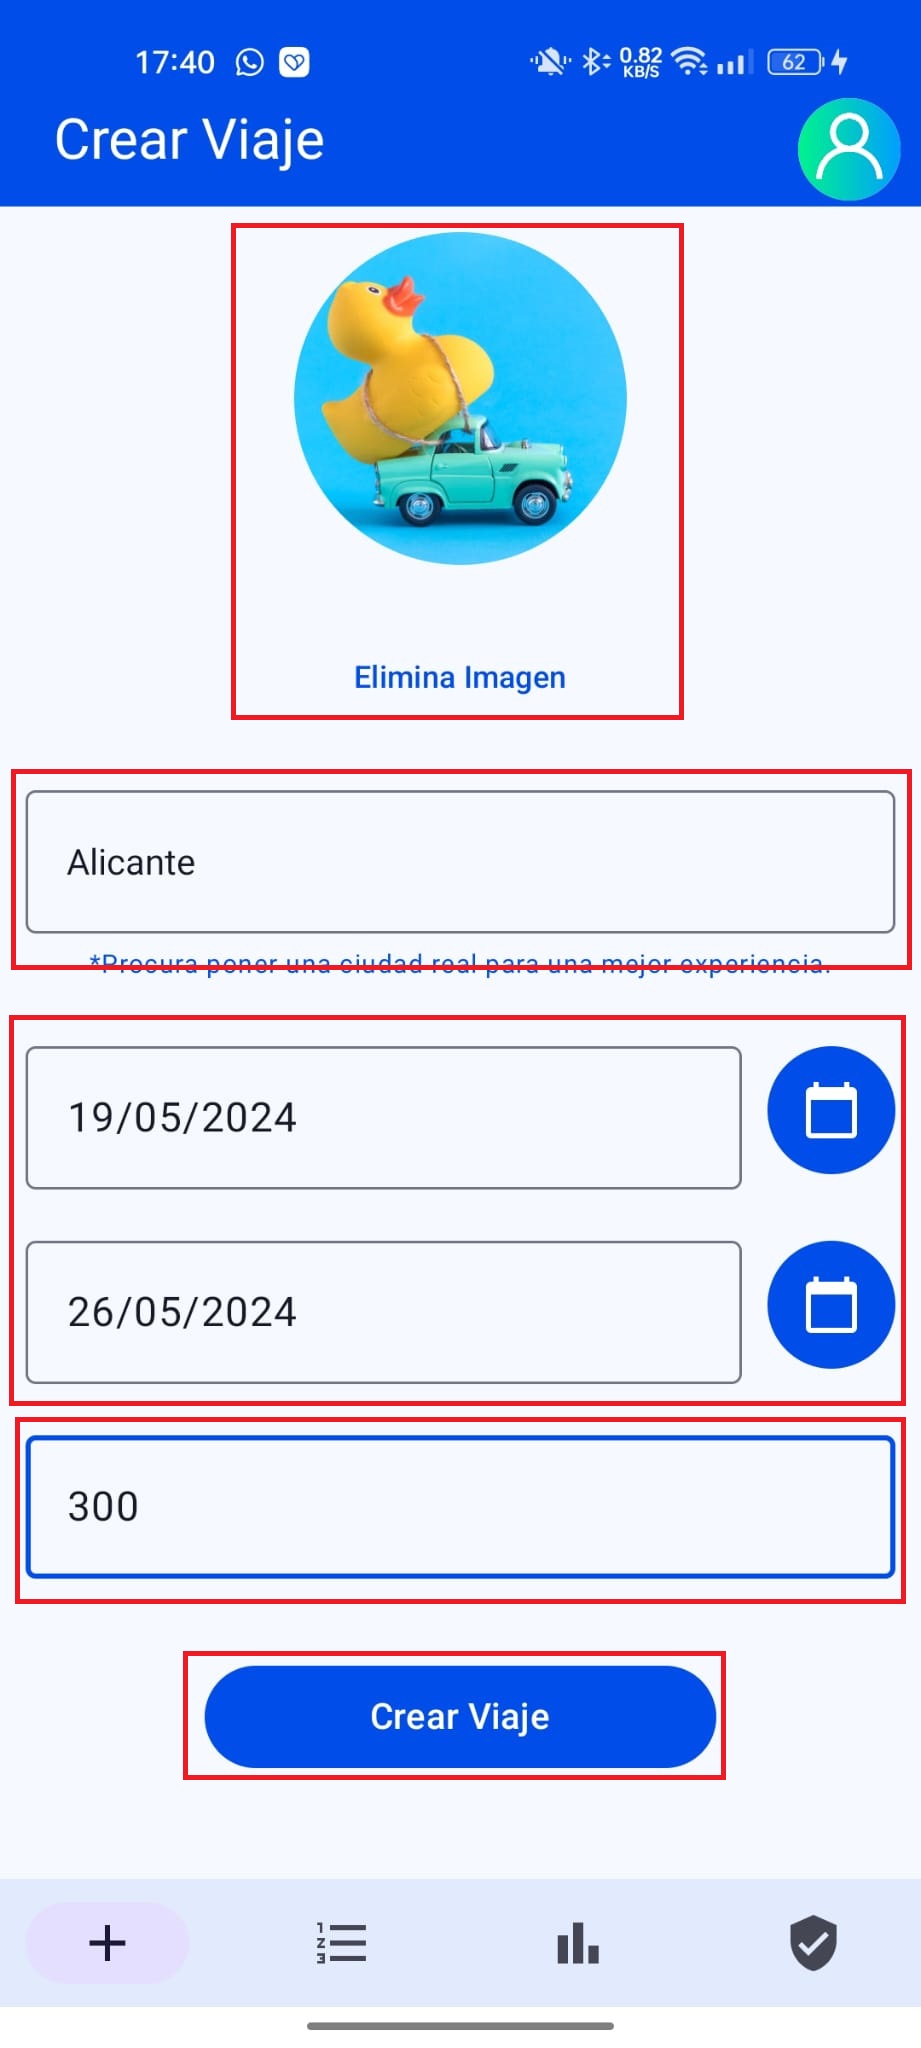 17:40
0.82
KB/S
62
Crear Viaje
Elimina Imagen
Alicante
*Procura poner una ciudad real para una mejor experiencia.
19/05/2024
26/05/2024
300
Crear Viaje